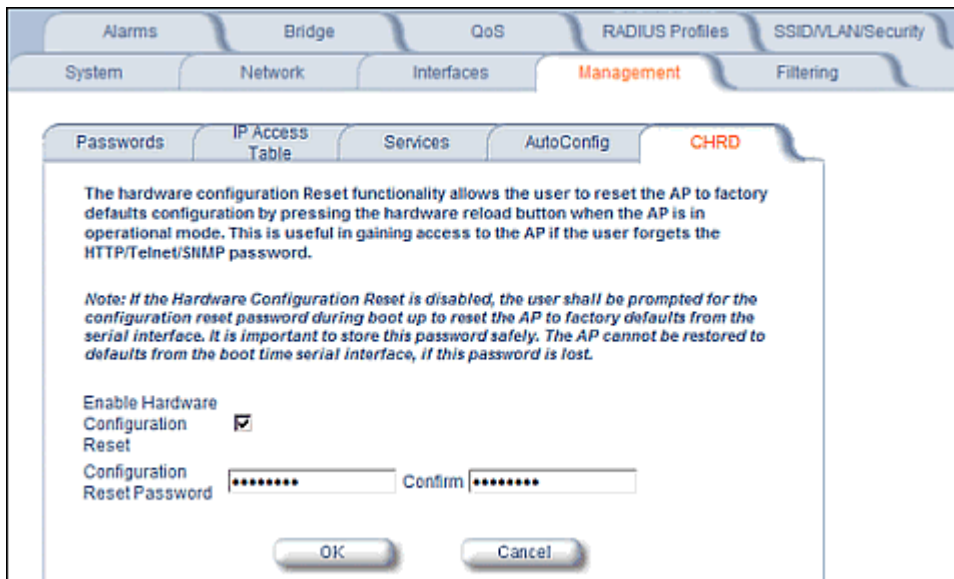 Alarms Bridge QoS RADIUS Profiles SSID/VLAN/Security
System Network Interfaces Management Filtering
Passwords IP Access Table Services AutoConfig CHRD
The hardware configuration Reset functionality allows the user to reset the AP to factory
defaults configuration by pressing the hardware reload button when the AP is in
operational mode. This is useful in gaining access to the AP if the user forgets the
HTTP/Telnet/SNMP password.
Note: If the Hardware Configuration Reset is disabled, the user shall be prompted for the
configuration reset password during boot up to reset the AP to factory defaults from the
serial interface. It is important to store this password safely. The AP cannot be restored to
defaults from the boot time serial interface, if this password is lost.
Enable Hardware
Configuration
Reset
Configuration
Reset Password •••••••• Confirm ••••••••
OK Cancel